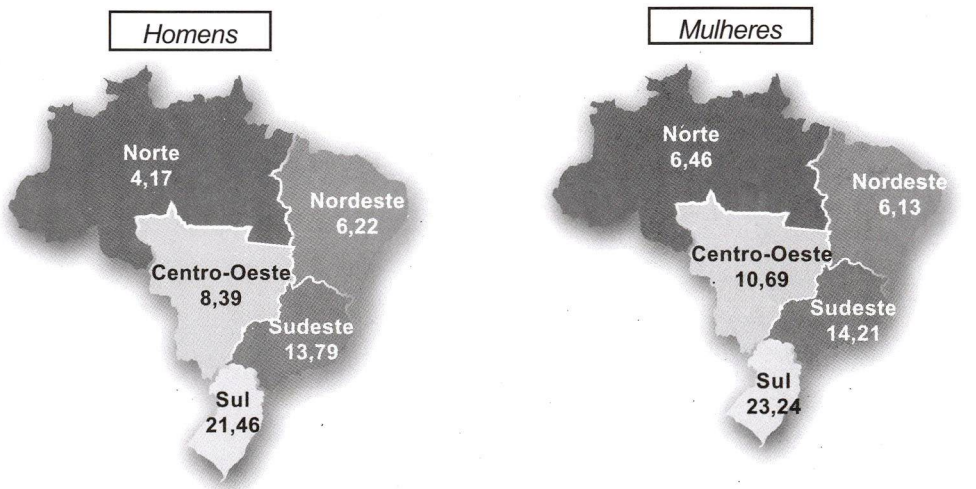 Homens
Norte
4,17
Nordeste
6,22
Centro-Oeste
8,39
Sudeste
13,79
Sul
21,46
Mulheres
Norte
6,46
Nordeste
6,13
Centro-Oeste
10,69
Sudeste
14,21
Sul
23,24